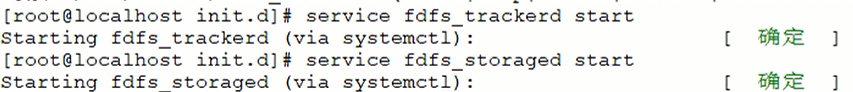 [root@localhost init.d]# service fdfs_trackerd start
Starting fdfs_trackerd (via systemctl):                    [  确定  ]
[root@localhost init.d]# service fdfs_storaged start
Starting fdfs_storaged (via systemctl):                    [  确定  ]